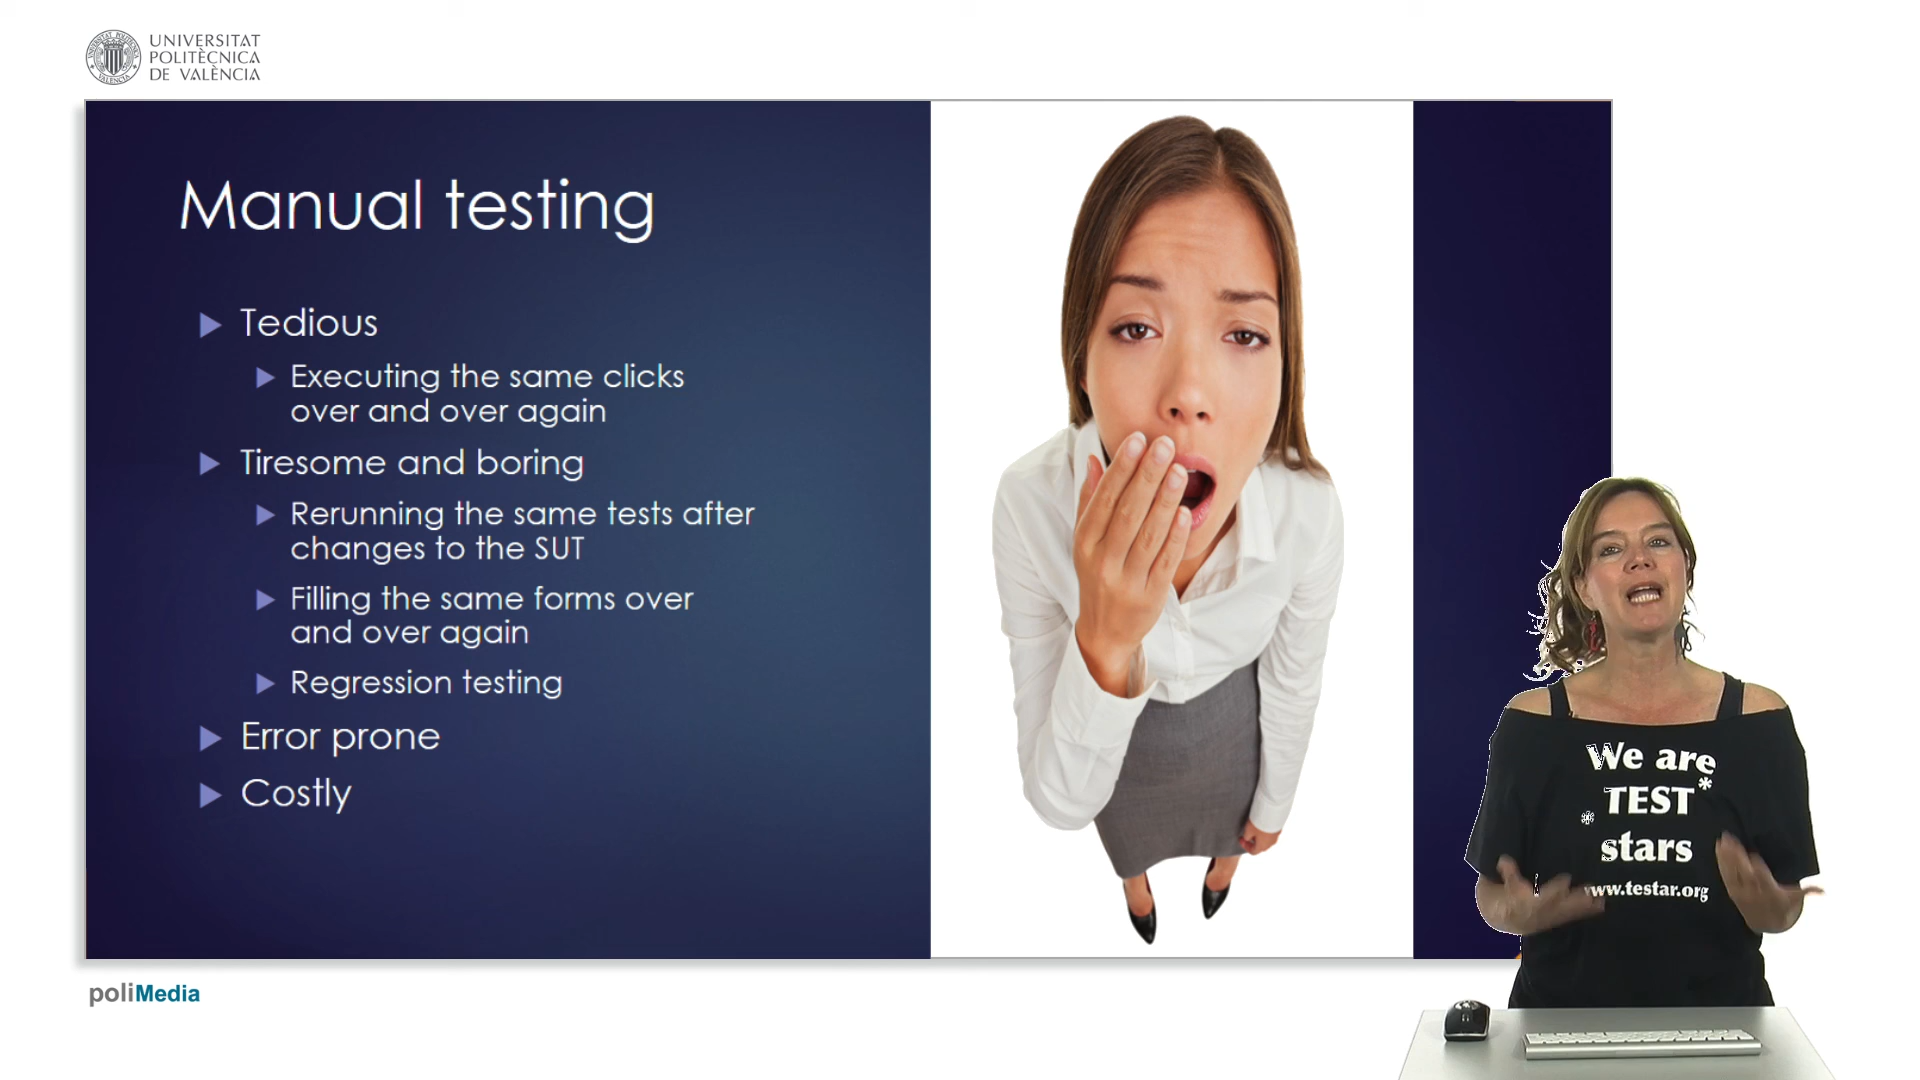 UNIVERSITAT
POLITÈCNICA
DE VALÈNCIA
Manual testing
Tedious
Executing the same clicks
over and over again
Tiresome and boring
Rerunning the same tests after
changes to the SUT
Filling the same forms over
and over again
Regression testing
Error prone
Costly
We are
TEST*
*
stars
www.testar.org
poliMedia